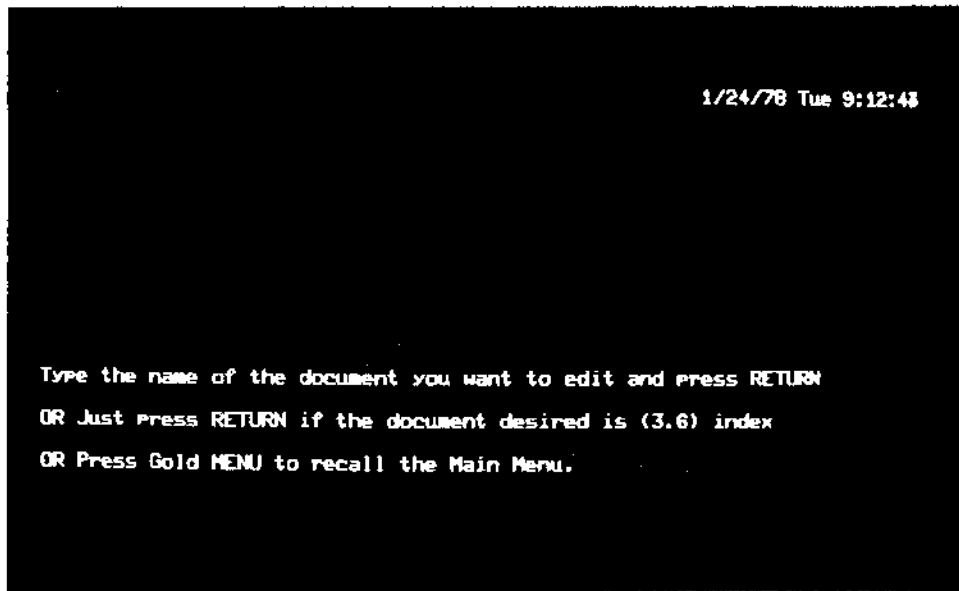 1/24/78 Tue 9:12:43
Type the name of the document you want to edit and press RETURN
OR Just press RETURN if the document desired is (3.6) index
OR Press Gold MENU to recall the Main Menu.